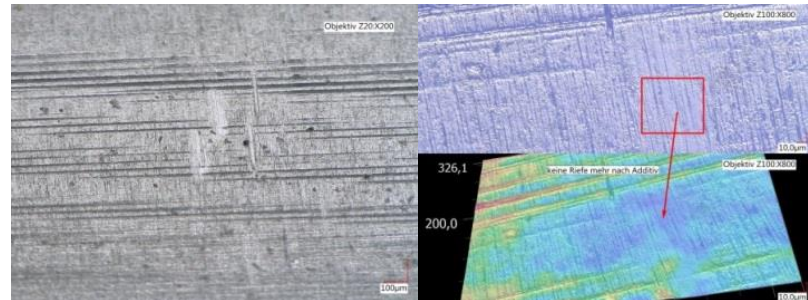 Objektiv Z20:X200
100µm
Objektiv Z100:X800
10,0µm
Objektiv Z100:X800
keine Riefe mehr nach Additiv
326,1
200,0
10,0µm